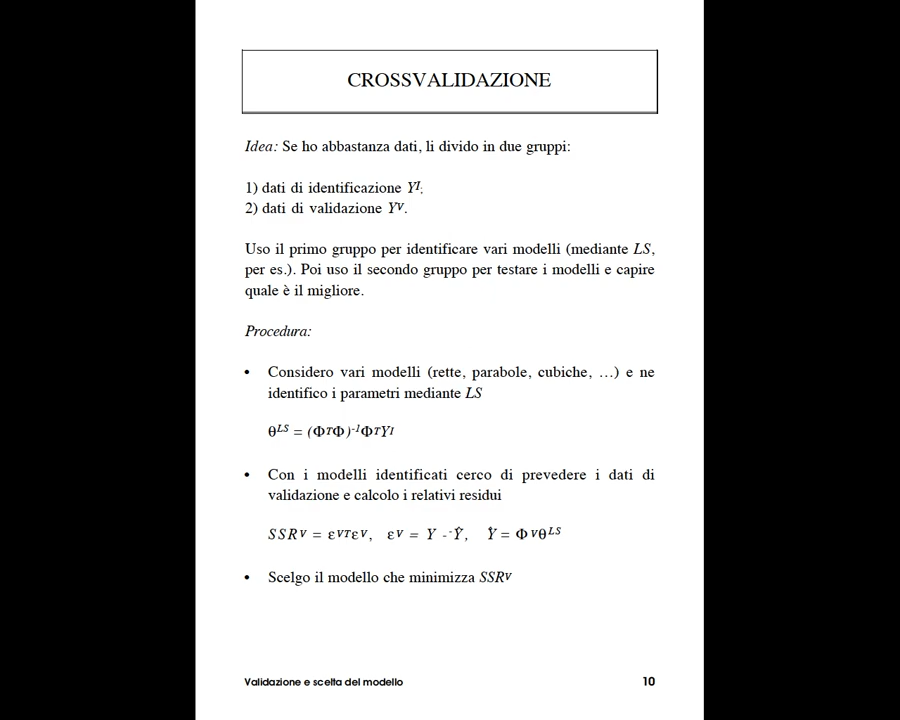 CROSSVALIDAZIONE
Idea: Se ho abbastanza dati, li divido in due gruppi:
1) dati di identificazione Yᴵ;
2) dati di validazione Yⱽ.
Uso il primo gruppo per identificare vari modelli (mediante LS,
per es.). Poi uso il secondo gruppo per testare i modelli e capire
quale è il migliore.
Procedura:
• Considero vari modelli (rette, parabole, cubiche, …) e ne
identifico i parametri mediante LS
θᴸˢ = (ΦᵀΦ)⁻¹ΦᵀYᴵ
• Con i modelli identificati cerco di prevedere i dati di
validazione e calcolo i relativi residui
SSRⱽ = εⱽᵀεⱽ, εⱽ = Y - Ŷ, Ŷ = Φⱽθᴸˢ
• Scelgo il modello che minimizza SSRⱽ
Validazione e scelta del modello 10